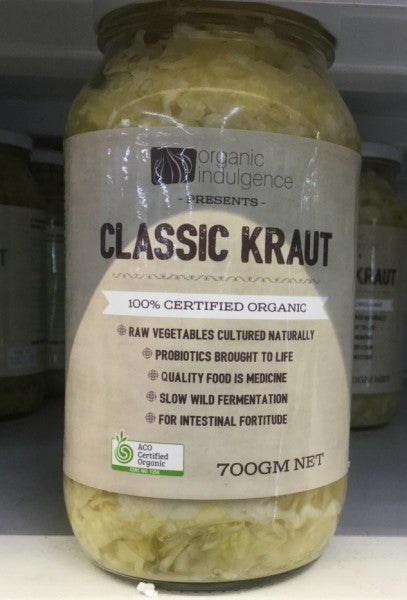 organic
indulgence
- PRESENTS -
CLASSIC KRAUT
100% CERTIFIED ORGANIC
RAW VEGETABLES CULTURED NATURALLY
PROBIOTICS BROUGHT TO LIFE
QUALITY FOOD IS MEDICINE
SLOW WILD FERMENTATION
FOR INTESTINAL FORTITUDE
ACO
Certified
Organic
700GM NET
KRAUT